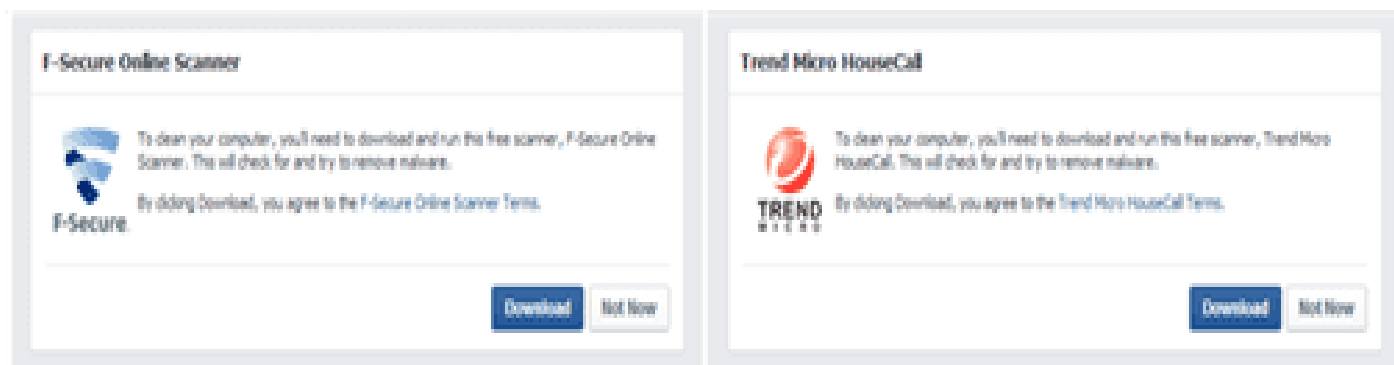 F-Secure Online Scanner
To clean your computer, you'll need to download and run this free scanner, F-Secure Online
Scanner. This will check for and try to remove malware.
By clicking Download, you agree to the F-Secure Online Scanner Terms.
F-Secure.
Download
Not Now
Trend Micro HouseCall
To clean your computer, you'll need to download and run this free scanner, Trend Micro
HouseCall. This will check for and try to remove malware.
By clicking Download, you agree to the Trend Micro HouseCall Terms.
TREND
MICRO
Download
Not Now